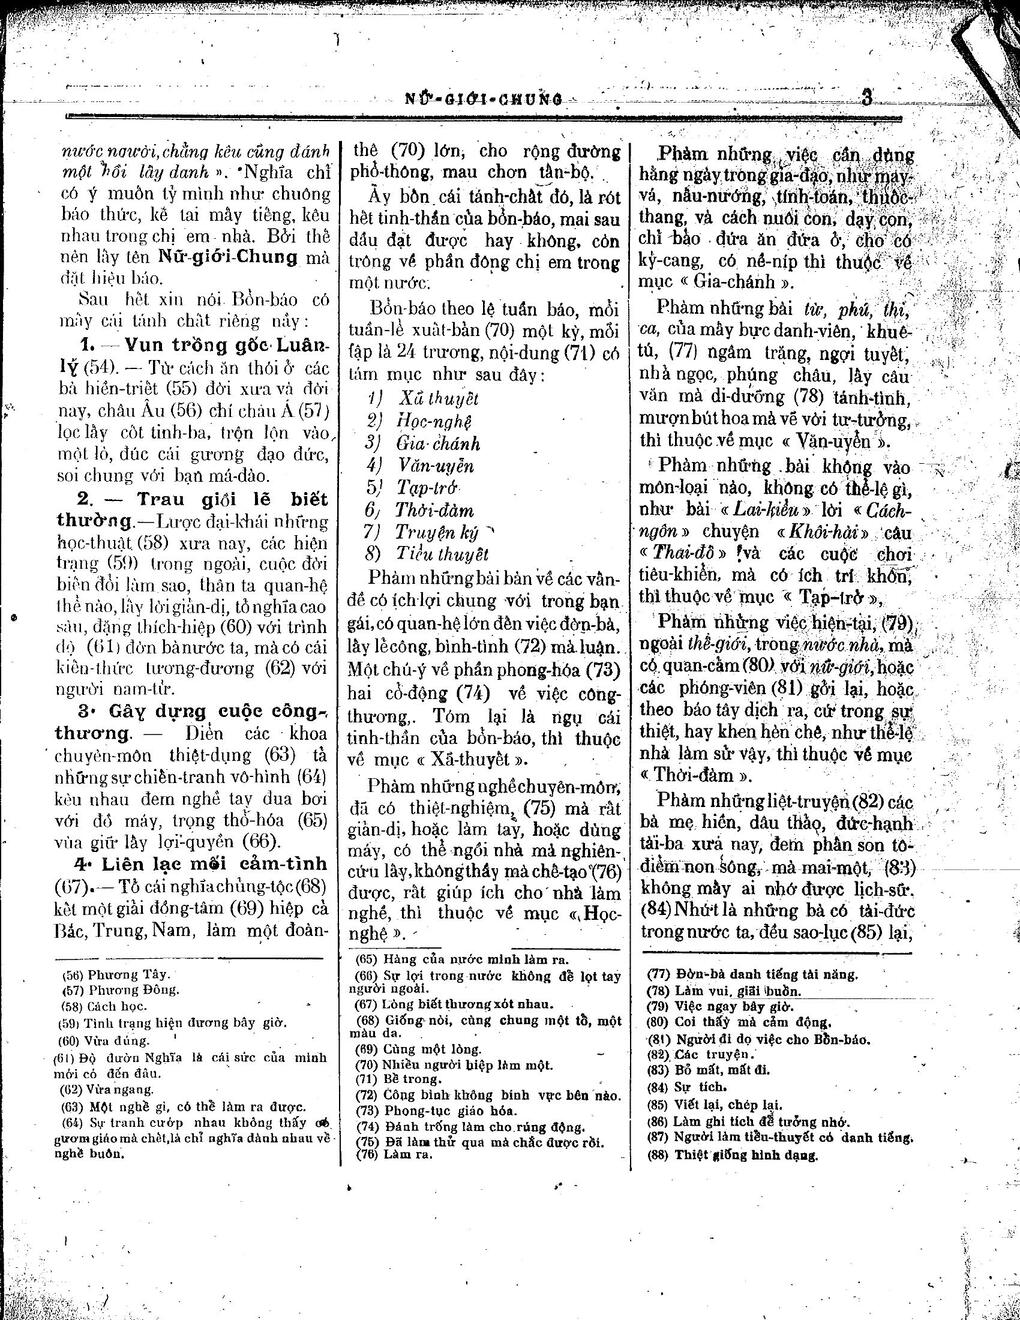 NỮ-GIỚI-CHUNG
3
nước người, chẳng kêu cũng đánh
một hồi lấy danh ». Nghĩa chỉ
có ý muốn tỷ mình như chuông
báo thức, kề tai mấy tiếng, kêu
nhau trong chị em nhà. Bởi thế
nên lấy tên Nữ-giới-Chung mà
đặt hiệu báo.
Sau hết xin nói Bổn-báo có
mấy cái tánh chất riêng nầy :
1. — Vun trồng gốc Luân-
lý (54). — Từ cách ăn thói ở các
bà hiền-triết (55) đời xưa và đời
nay, châu Âu (56) chí châu Á (57)
lọc lấy cốt tinh-ba, trộn lộn vào
một lò, đúc cái gương đạo đức,
soi chung với bạn má-đào.
2. — Trau giồi lẽ biết
thường.—Lược đại-khái những
học-thuật (58) xưa nay, các hiện
trạng (59) trong ngoài, cuộc đời
biến đổi làm sao, thân ta quan-hệ
thể nào, lấy lời giản-dị, tỏ nghĩa cao
sâu, đặng thích-hiệp (60) với trình
độ (61) đờn bà nước ta, mà có cái
kiến-thức tương-đương (62) với
người nam-tử.
3. Gây dựng cuộc công-
thương. — Diễn các khoa
chuyên-môn thiệt-dụng (63) tả
những sự chiến-tranh vô-hình (64)
kêu nhau đem nghề tay đua bơi
với đồ máy, trọng thổ-hóa (65)
vùa giữ lấy lợi-quyền (66).
4. Liên lạc mối cảm-tình
(67).— Tỏ cái nghĩa chủng-tộc (68)
kết một giải đồng-tâm (69) hiệp cả
Bắc, Trung, Nam, làm một đoàn-
(56) Phương Tây.
(57) Phương Đông.
(58) Cách học.
(59) Tình trạng hiện đương bây giờ.
(60) Vừa đúng.
(61) Độ đườn Nghĩa là cái sức của mình
mới có đến đâu.
(62) Vừa ngang.
(63) Một nghề gì, có thể làm ra được.
(64) Sự tranh cướp nhau không thấy có
gươm giáo mà chết, là chỉ nghĩa đành nhau về
nghề buôn.
thể (70) lớn, cho rộng đường
phổ-thông, mau chơn tấn-bộ.
Ấy bốn cái tánh-chất đó, là rót
hết tinh-thần của bổn-báo, mai sau
dầu đạt được hay không, còn
trông về phần đông chị em trong
một nước.
Bổn-báo theo lệ tuần báo, mỗi
tuần-lễ xuất-bản (70) một kỳ, mỗi
tập là 24 trương, nội-dung (71) có
tám mục như sau đây :
1) Xã thuyết
2) Học-nghệ
3) Gia-chánh
4) Văn-uyển
5) Tạp-trở
6) Thời-đàm
7) Truyện ký
8) Tiểu thuyết
Phàm những bài bàn về các vấn-
đề có ích lợi chung với trong bạn
gái, có quan-hệ lớn đến việc đờn-bà,
lấy lẽ công, bình-tình (72) mà luận.
Một chú-ý về phần phong-hóa (73)
hai cổ-động (74) về việc công-
thương,. Tóm lại là ngụ cái
tinh-thần của bổn-báo, thì thuộc
về mục « Xã-thuyết ».
Phàm những nghề chuyên-môn,
đã có thiệt-nghiệm, (75) mà rất
giản-dị, hoặc làm tay, hoặc dùng
máy, có thể ngồi nhà mà nghiên-
cứu lấy, không thầy mà chế-tạo (76)
được, rất giúp ích cho nhà làm
nghề, thì thuộc về mục « Học-
nghệ ».
(65) Hàng của nước mình làm ra.
(66) Sự lợi trong nước không để lọt tay
người ngoài.
(67) Lòng biết thương xót nhau.
(68) Giống nòi, cùng chung một tổ, một
máu da.
(69) Cùng một lòng.
(70) Nhiều người hiệp làm một.
(71) Bề trong.
(72) Công bình không binh vực bên nào.
(73) Phong-tục giáo hóa.
(74) Đánh trống làm cho rúng động.
(75) Đã làm thử qua mà chắc được rồi.
(76) Làm ra.
Phàm những việc cần dùng
hằng ngày trong gia-đạo, như máy-
vá, nấu-nướng, tính-toán, thuốc-
thang, và cách nuôi con, dạy con,
chỉ bảo đứa ăn đứa ở, cho có
kỷ-cang, có nề-nếp thì thuộc về
mục « Gia-chánh ».
Phàm những bài từ, phú, thi,
ca, của mấy bực danh-viên, khuê-
tú, (77) ngâm trăng, ngợi tuyết,
nhả ngọc, phúng châu, lấy câu
văn mà di-dưỡng (78) tánh-tình,
mượn bút hoa mà vẽ vời tư-tưởng,
thì thuộc về mục « Văn-uyển ».
Phàm những bài không vào
môn-loại nào, không có thể-lệ gì,
như bài « Lai-kiểu » lời « Cách-
ngôn » chuyện « Khôi-hài » câu
« Thai-đố » và các cuộc chơi
tiêu-khiển, mà có ích trí khôn,
thì thuộc về mục « Tạp-trở »,
Phàm những việc hiện-tại, (79)
ngoài thế-giới, trong nước nhà, mà
có quan-cảm (80) với nữ-giới, hoặc
các phóng-viên (81) gởi lại, hoặc
theo báo tây dịch ra, cứ trong sự
thiệt, hay khen hèn chê, như thể-lệ
nhà làm sử vậy, thì thuộc về mục
« Thời-đàm ».
Phàm những liệt-truyện (82) các
bà mẹ hiền, dâu thảo, đức-hạnh
tài-ba xưa nay, đem phấn son tô-
điểm non sông, mà mai-một, (83)
không mấy ai nhớ được lịch-sử.
(84) Nhứt là những bà có tài-đức
trong nước ta, đều sao-lục (85) lại,
(77) Đờn-bà danh tiếng tài năng.
(78) Làm vui, giải buồn.
(79) Việc ngay bây giờ.
(80) Coi thấy mà cảm động.
(81) Người đi dọ việc cho Bổn-báo.
(82) Các truyện.
(83) Bỏ mất, mất đi.
(84) Sự tích.
(85) Viết lại, chép lại.
(86) Làm ghi tích để tưởng nhớ.
(87) Người làm tiểu-thuyết có danh tiếng.
(88) Thiệt giống hình dạng.